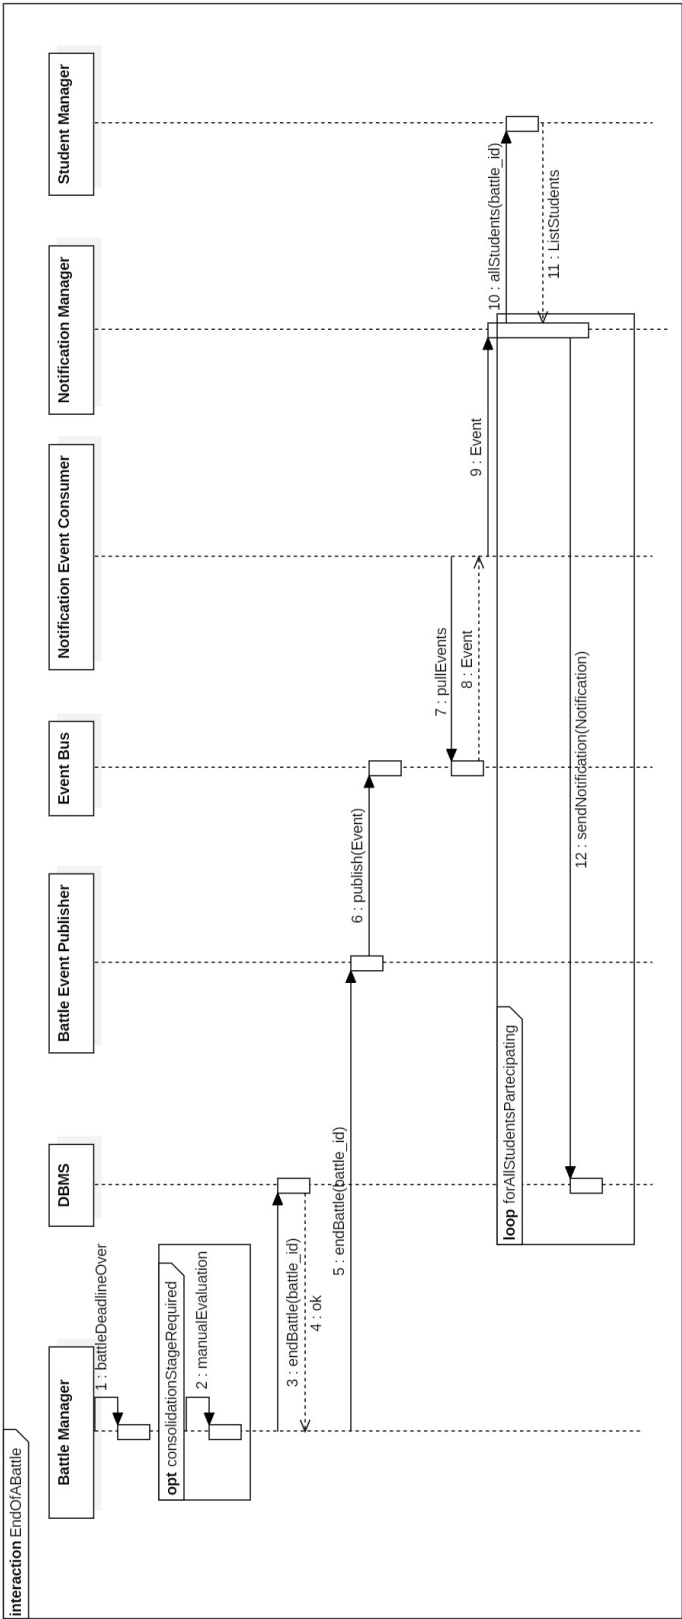 interaction EndOfABattle
Battle Manager
DBMS
Battle Event Publisher
Event Bus
Notification Event Consumer
Notification Manager
Student Manager
1 : battleDeadlineOver
opt consolidationStageRequired
2 : manualEvaluation
3 : endBattle(battle_id)
4 : ok
5 : endBattle(battle_id)
6 : publish(Event)
7 : pullEvents
8 : Event
9 : Event
10 : allStudents(battle_id)
11 : ListStudents
loop forAllStudentsPartecipating
12 : sendNotification(Notification)